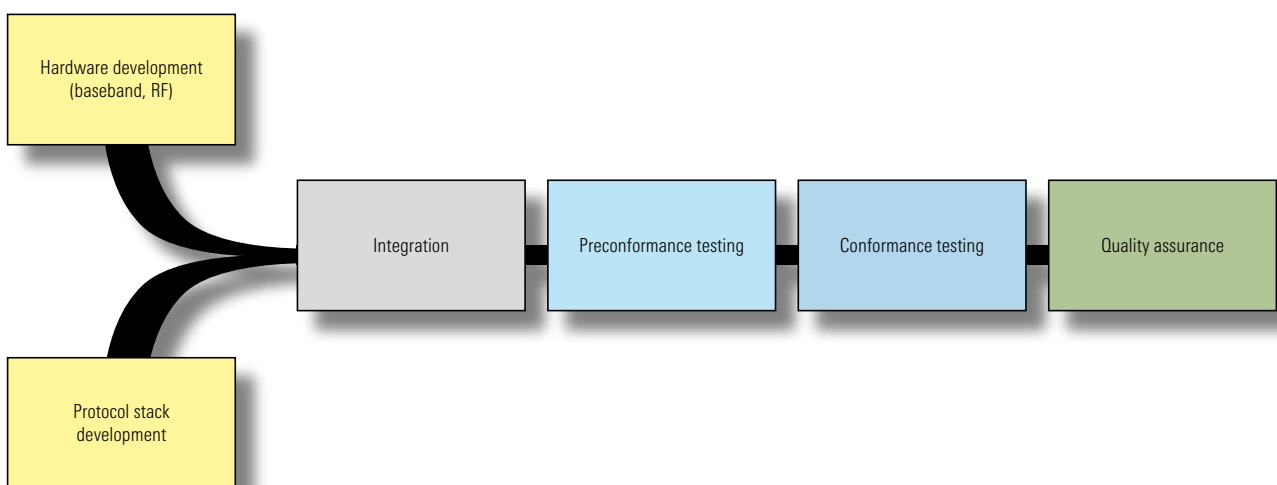 Hardware development
(baseband, RF)
Integration
Preconformance testing
Conformance testing
Quality assurance
Protocol stack
development